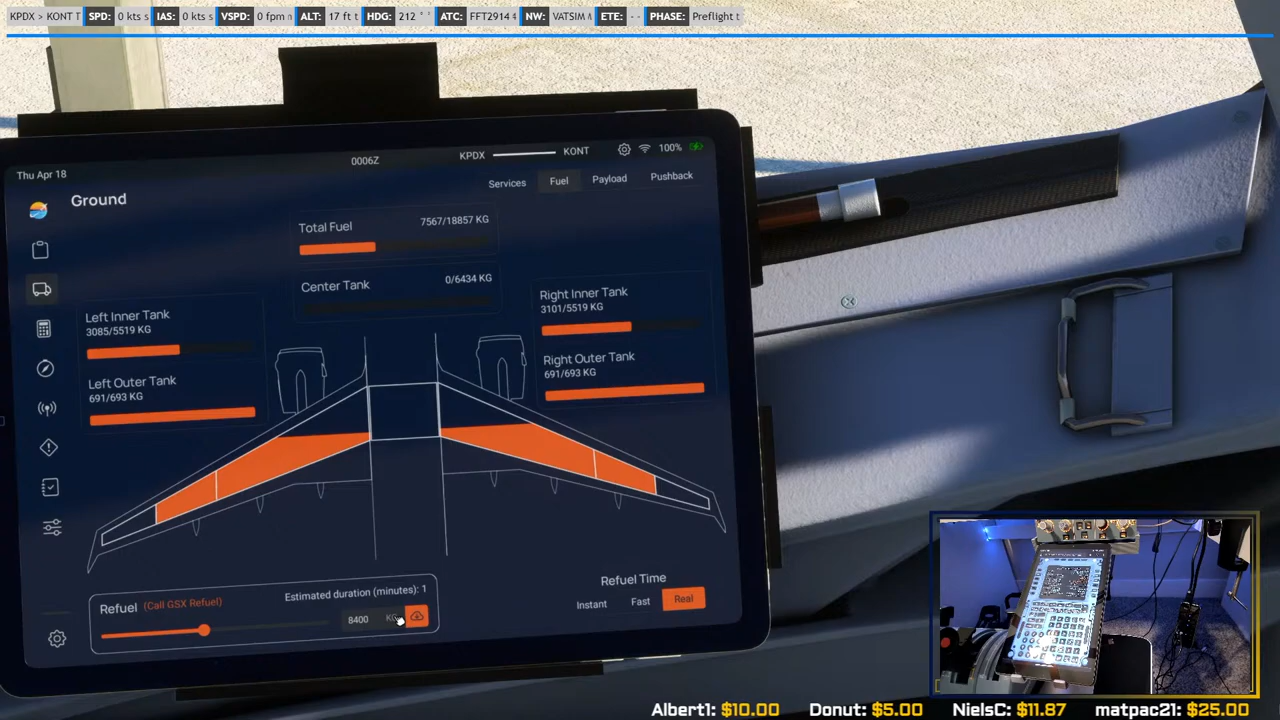 KPDX > KONT T SPD: 0 kts s IAS: 0 kts s VSPD: 0 fpm ALT: 17 ft t HDG: 212 ° ATC: FFT2914 NW: VATSIM ETE: - - PHASE: Preflight t
0006Z KPDX KONT 100%
Thu Apr 18
Ground Services Fuel Payload Pushback
Total Fuel 7567/18857 KG
Center Tank 0/6434 KG
Left Inner Tank
3085/5519 KG
Left Outer Tank
691/693 KG
Right Inner Tank
3101/5519 KG
Right Outer Tank
691/693 KG
Refuel (Call GSX Refuel) Estimated duration (minutes): 1
8400 KG
Refuel Time
Instant Fast Real
Albert1: $10.00 Donut: $5.00 NielsC: $11.87 matpac21: $25.00